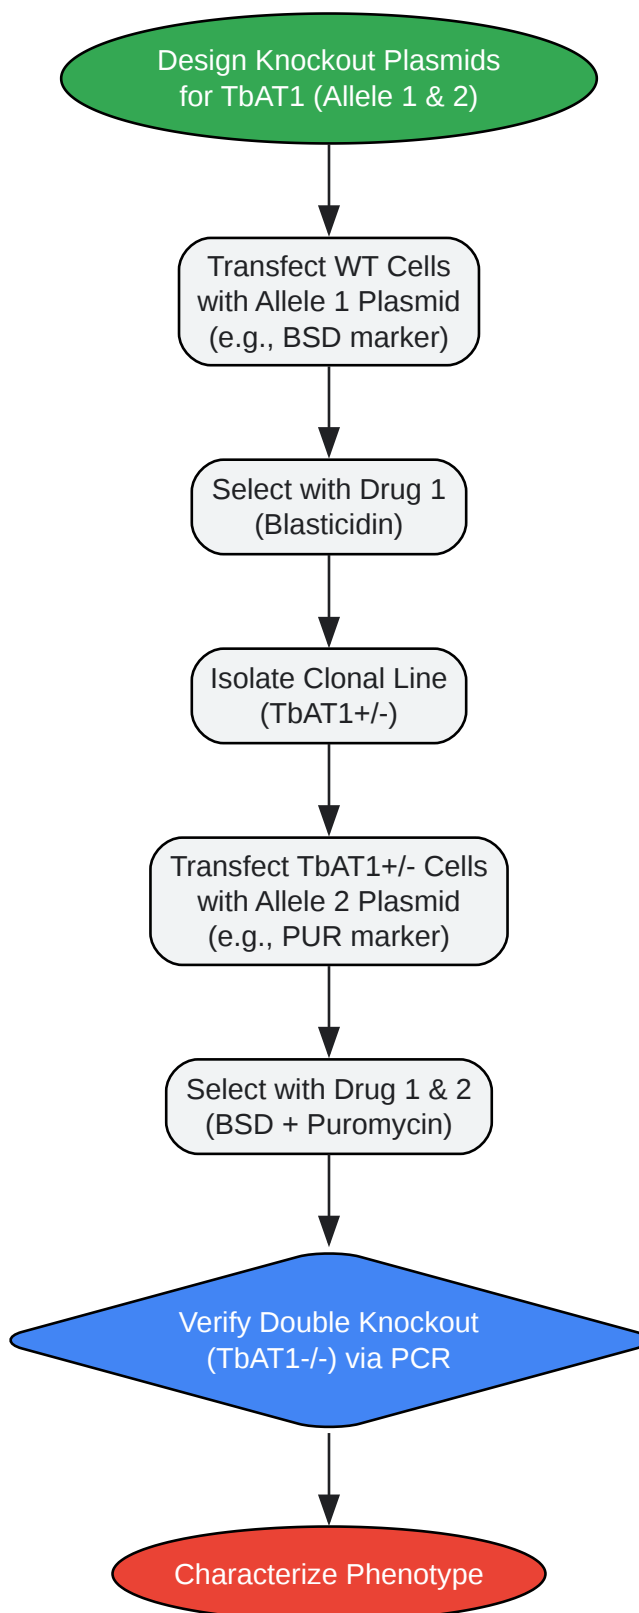 Design Knockout Plasmids
for TbAT1 (Allele 1 & 2)
Transfect WT Cells
with Allele 1 Plasmid
(e.g., BSD marker)
Select with Drug 1
(Blasticidin)
Isolate Clonal Line
(TbAT1+/-)
Transfect TbAT1+/- Cells
with Allele 2 Plasmid
(e.g., PUR marker)
Select with Drug 1 & 2
(BSD + Puromycin)
Verify Double Knockout
(TbAT1-/-) via PCR
Characterize Phenotype